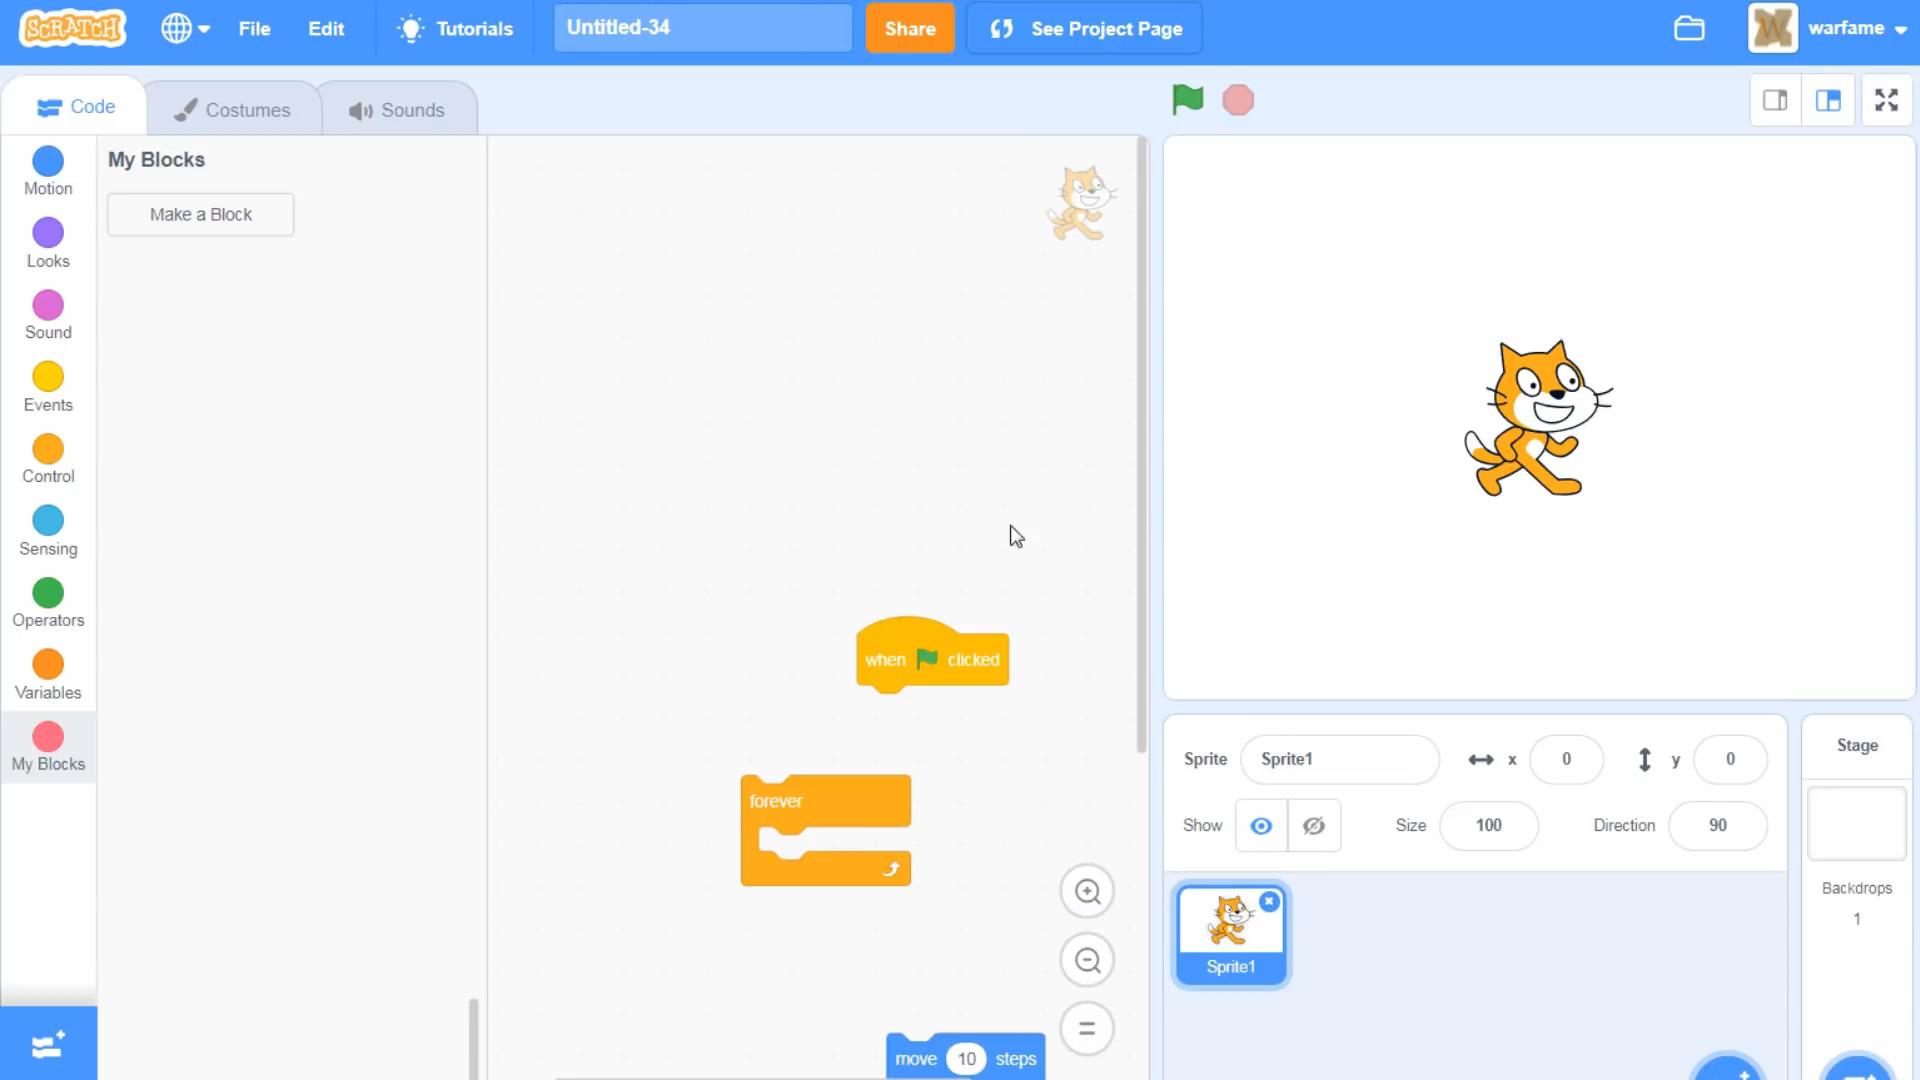 SCRATCH File Edit Tutorials Untitled-34 Share See Project Page warfame
Code Costumes Sounds
Motion
Looks
Sound
Events
Control
Sensing
Operators
Variables
My Blocks
My Blocks
Make a Block
when clicked
forever
move 10 steps
Sprite Sprite1 x 0 y 0
Show Size 100 Direction 90
Sprite1
Stage
Backdrops
1